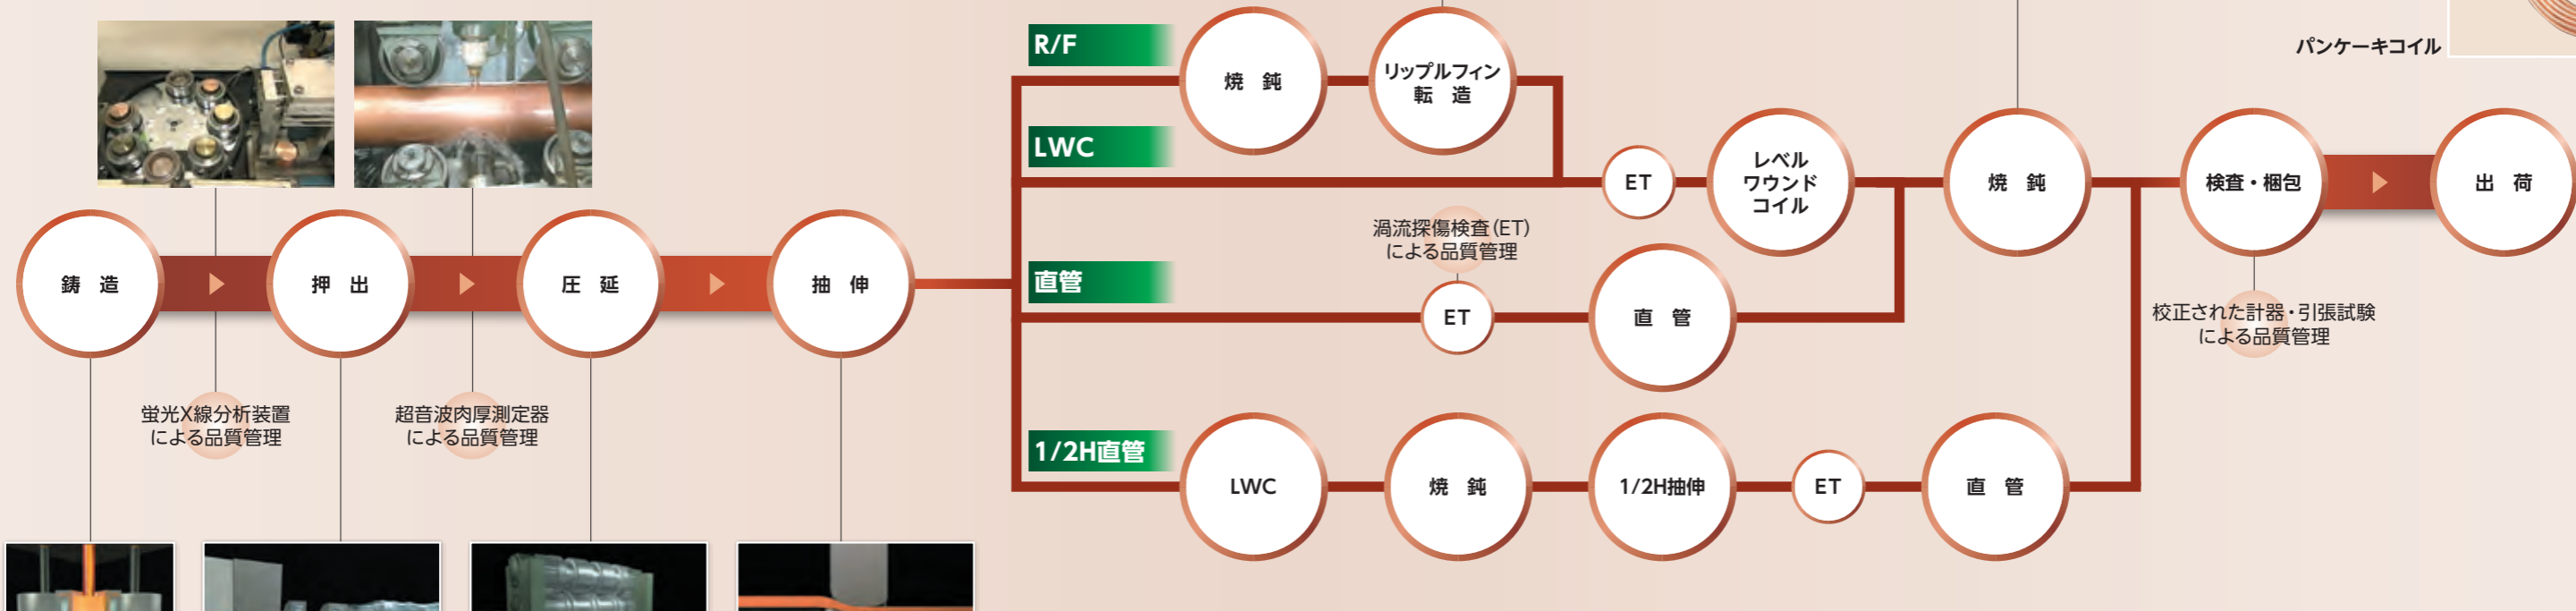 パンケーキコイル
R/F
焼 鈍
リップルフィン
転 造
LWC
ET
レベル
ワウンド
コイル
焼 鈍
検査・梱包
出 荷
鋳 造
押 出
圧 延
抽 伸
渦流探傷検査(ET)
による品質管理
直管
ET
直 管
校正された計器・引張試験
による品質管理
蛍光X線分析装置
による品質管理
超音波肉厚測定器
による品質管理
1/2H直管
LWC
焼 鈍
1/2H抽伸
ET
直 管